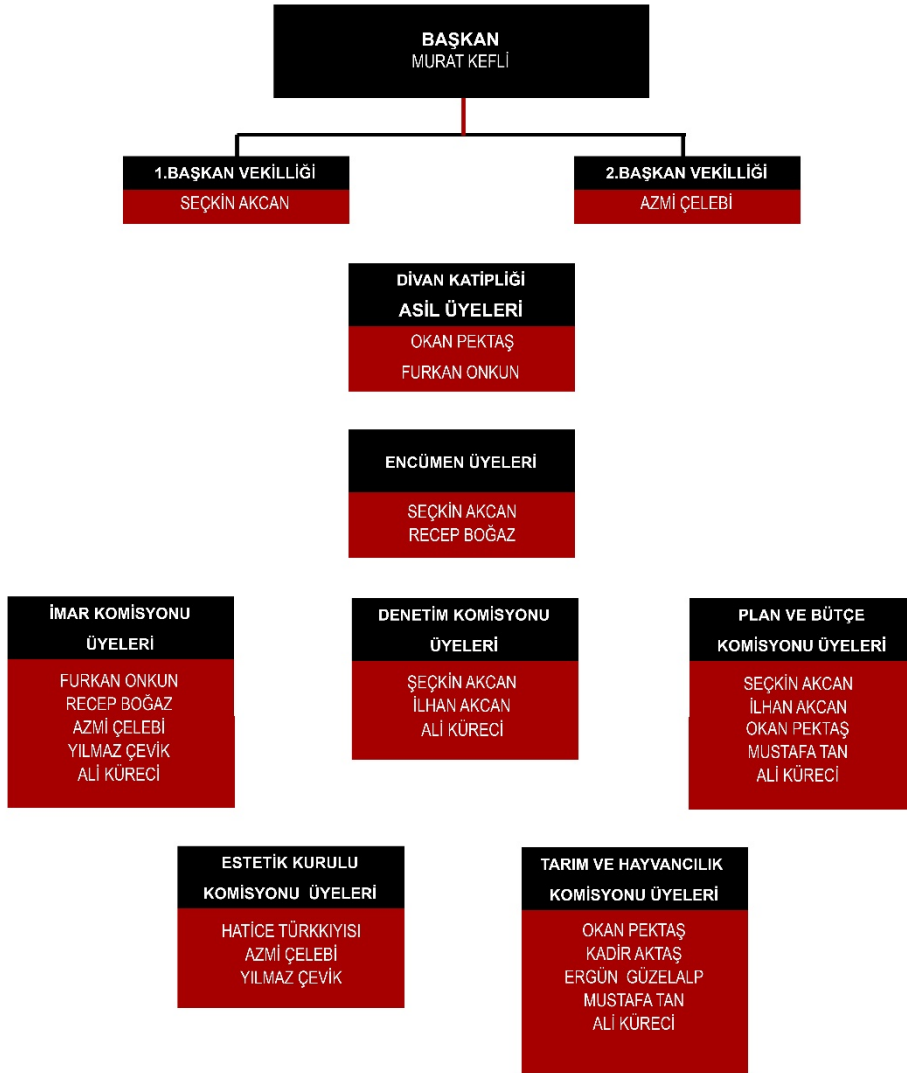 BAŞKAN
MURAT KEFLİ
1.BAŞKAN VEKİLLİĞİ
SEÇKİN AKCAN
2.BAŞKAN VEKİLLİĞİ
AZMİ ÇELEBİ
DİVAN KATİPLİĞİ
ASİL ÜYELERİ
OKAN PEKTAŞ
FURKAN ONKUN
ENCÜMEN ÜYELERİ
SEÇKİN AKCAN
RECEP BOĞAZ
İMAR KOMİSYONU
ÜYELERİ
FURKAN ONKUN
RECEP BOĞAZ
AZMİ ÇELEBİ
YILMAZ ÇEVİK
ALİ KÜRECİ
DENETİM KOMİSYONU
ÜYELERİ
ŞEÇKİN AKCAN
İLHAN AKCAN
ALİ KÜRECİ
PLAN VE BÜTÇE
KOMİSYONU ÜYELERİ
SEÇKİN AKCAN
İLHAN AKCAN
OKAN PEKTAŞ
MUSTAFA TAN
ALİ KÜRECİ
ESTETİK KURULU
KOMİSYONU ÜYELERİ
HATİCE TÜRKKIYISI
AZMİ ÇELEBİ
YILMAZ ÇEVİK
TARIM VE HAYVANCILIK
KOMİSYONU ÜYELERİ
OKAN PEKTAŞ
KADİR AKTAŞ
ERGÜN GÜZELALP
MUSTAFA TAN
ALİ KÜRECİ